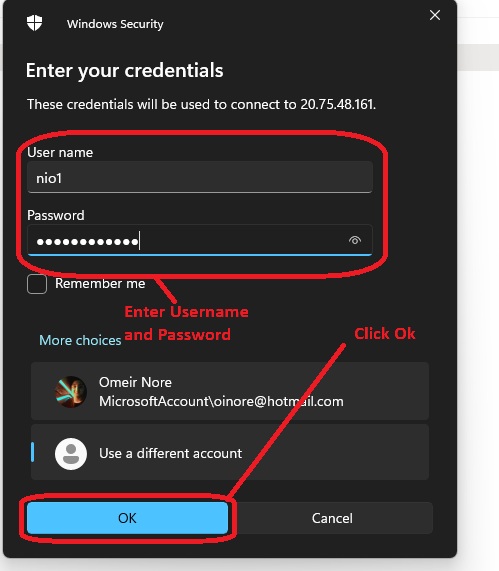 Windows Security
Enter your credentials
These credentials will be used to connect to 20.75.48.161.
User name
nio1
Password
●●●●●●●●●●●●
Remember me
Enter Username
and Password
Click Ok
More choices
Omeir Nore
MicrosoftAccount\oinore@hotmail.com
Use a different account
OK
Cancel